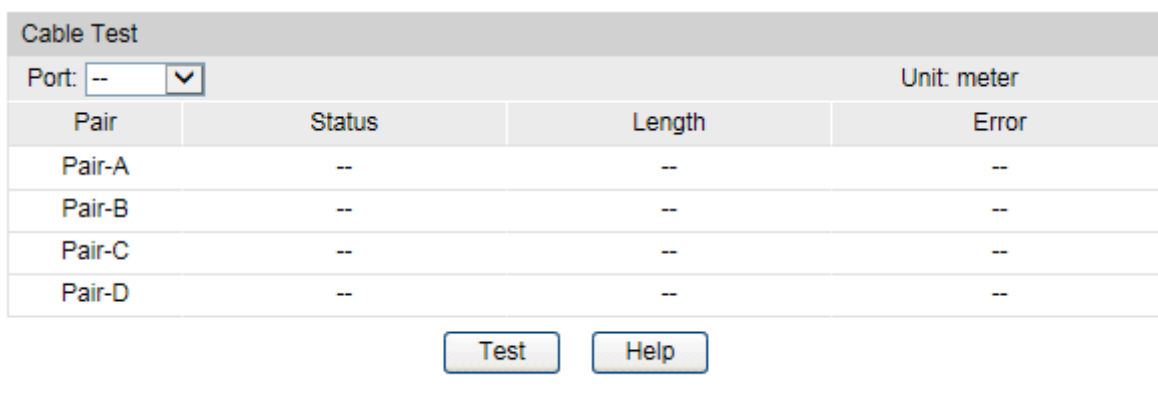 Cable Test
Port: -- Unit: meter
Pair Status Length Error
Pair-A -- -- --
Pair-B -- -- --
Pair-C -- -- --
Pair-D -- -- --
Test Help